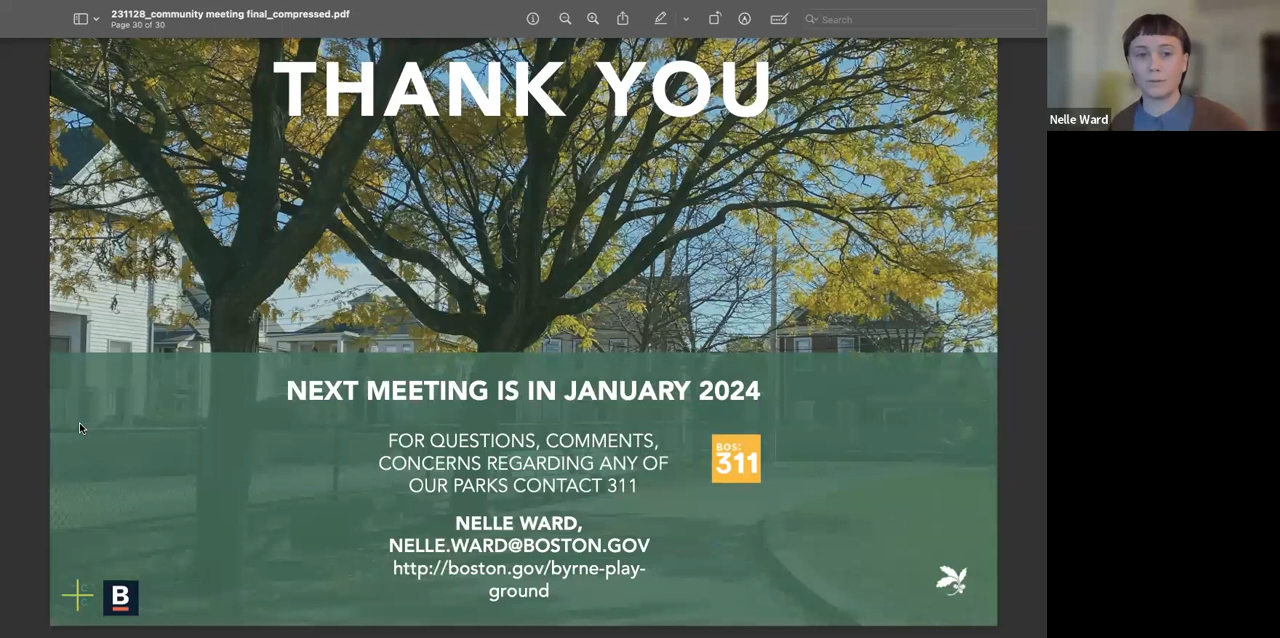 231128_community meeting final_compressed.pdf
Page 30 of 30
Search
THANK YOU
Nelle Ward
NEXT MEETING IS IN JANUARY 2024
FOR QUESTIONS, COMMENTS,
CONCERNS REGARDING ANY OF
OUR PARKS CONTACT 311
BOS:
311
NELLE WARD,
NELLE.WARD@BOSTON.GOV
http://boston.gov/byrne-play-
ground
B